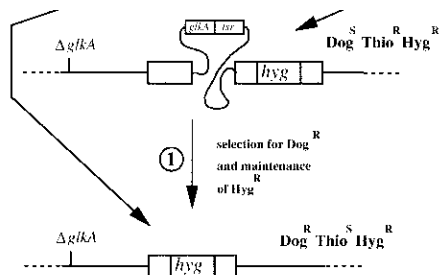 glkA tsr
ΔglkA
Dog^S Thio^R Hyg^R
hyg
1
selection for Dog^R
and maintenance
of Hyg^R
ΔglkA
hyg
Dog^R Thio^S Hyg^R